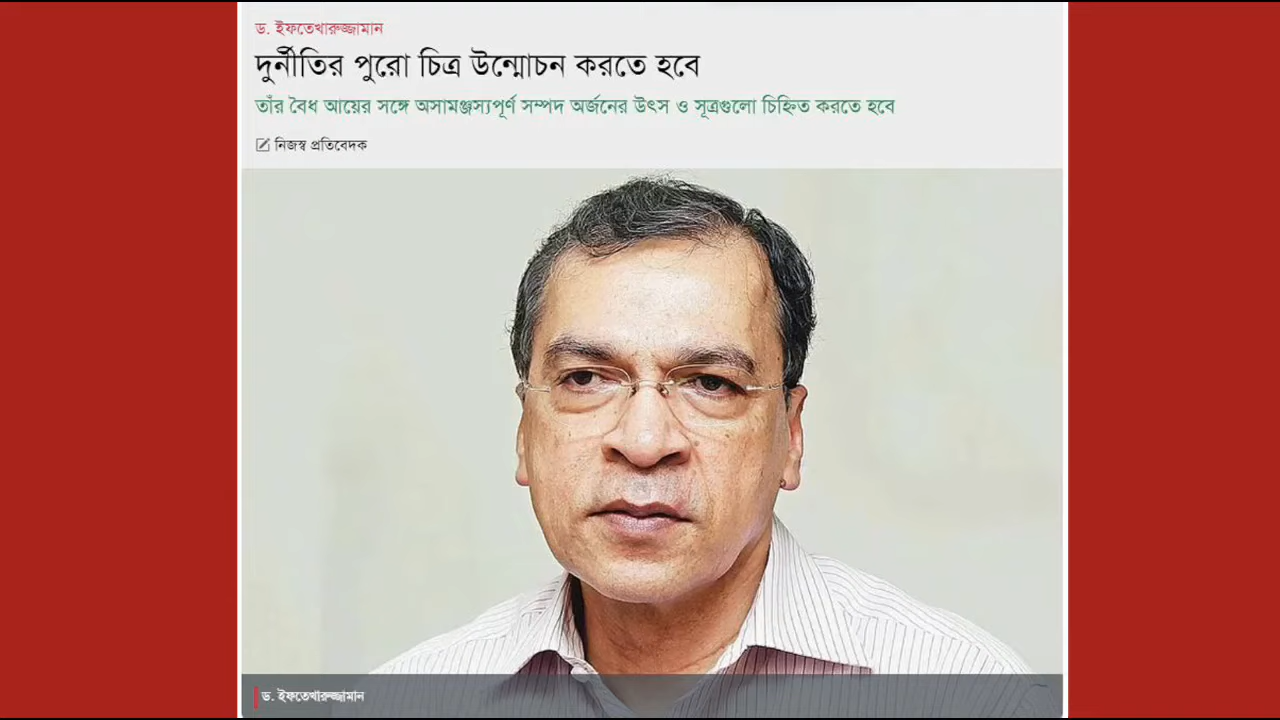 ড. ইফতেখারুজ্জামান
দুর্নীতির পুরো চিত্র উন্মোচন করতে হবে
তাঁর বৈধ আয়ের সঙ্গে অসামঞ্জস্যপূর্ণ সম্পদ অর্জনের উৎস ও সূত্রগুলো চিহ্নিত করতে হবে
নিজস্ব প্রতিবেদক
ড. ইফতেখারুজ্জামান